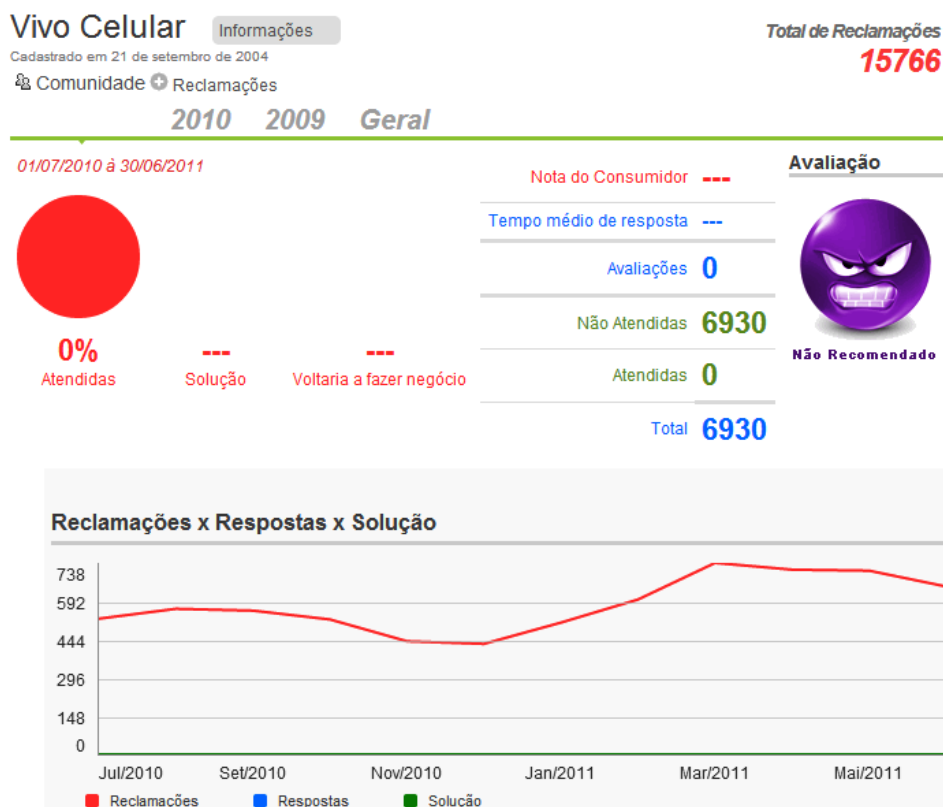 Vivo Celular Informações
Total de Reclamações
15766
Cadastrado em 21 de setembro de 2004
Comunidade Reclamações
2010 2009 Geral
01/07/2010 à 30/06/2011
0%
Atendidas
---
Solução
---
Voltaria a fazer negócio
Nota do Consumidor ---
Tempo médio de resposta ---
Avaliações 0
Não Atendidas 6930
Atendidas 0
Total 6930
Avaliação
Não Recomendado
Reclamações x Respostas x Solução
738
592
444
296
148
0
Jul/2010 Set/2010 Nov/2010 Jan/2011 Mar/2011 Mai/2011
Reclamações Respostas Solução